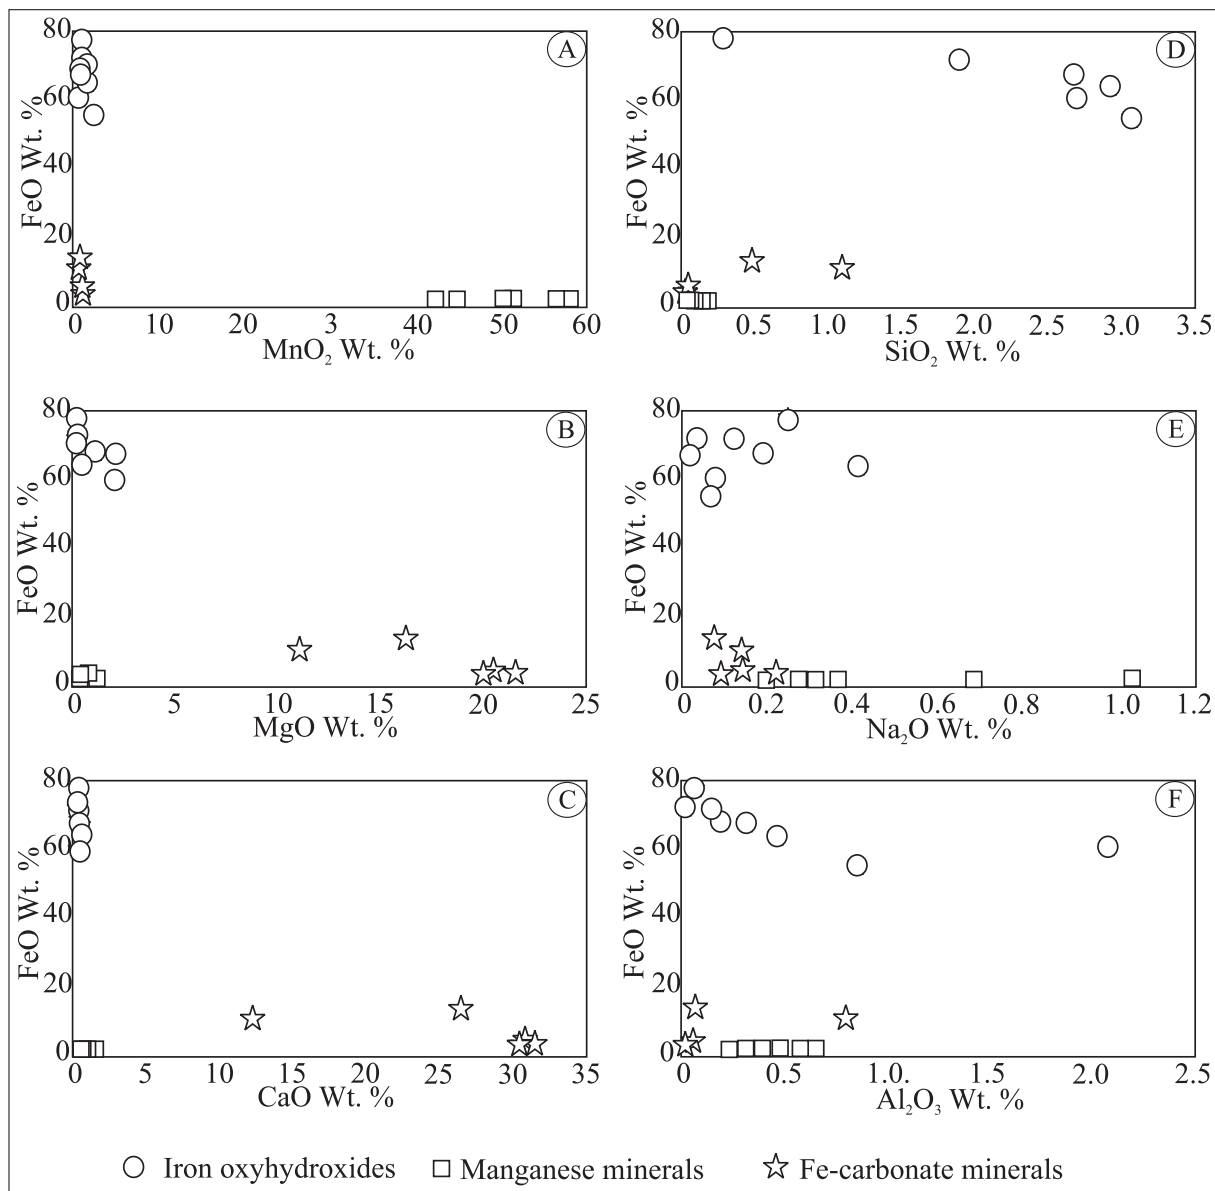 80
60
40
20
0
FeO Wt. %
A
0 10 20 3 40 50 60
MnO₂ Wt. %
80
60
40
20
0
FeO Wt. %
D
0 0.5 1.0 1.5 2.0 2.5 3.0 3.5
SiO₂ Wt. %
80
60
40
20
0
FeO Wt. %
B
0 5 10 15 20 25
MgO Wt. %
80
60
40
20
0
FeO Wt. %
E
0 0.2 0.4 0.6 0.8 1.0 1.2
Na₂O Wt. %
80
60
40
20
0
FeO Wt. %
C
0 5 10 15 20 25 30 35
CaO Wt. %
80
60
40
20
0
FeO Wt. %
F
0 0.5 1.0. 1.5 2.0 2.5
Al₂O₃ Wt. %
Iron oxyhydroxides Manganese minerals Fe-carbonate minerals